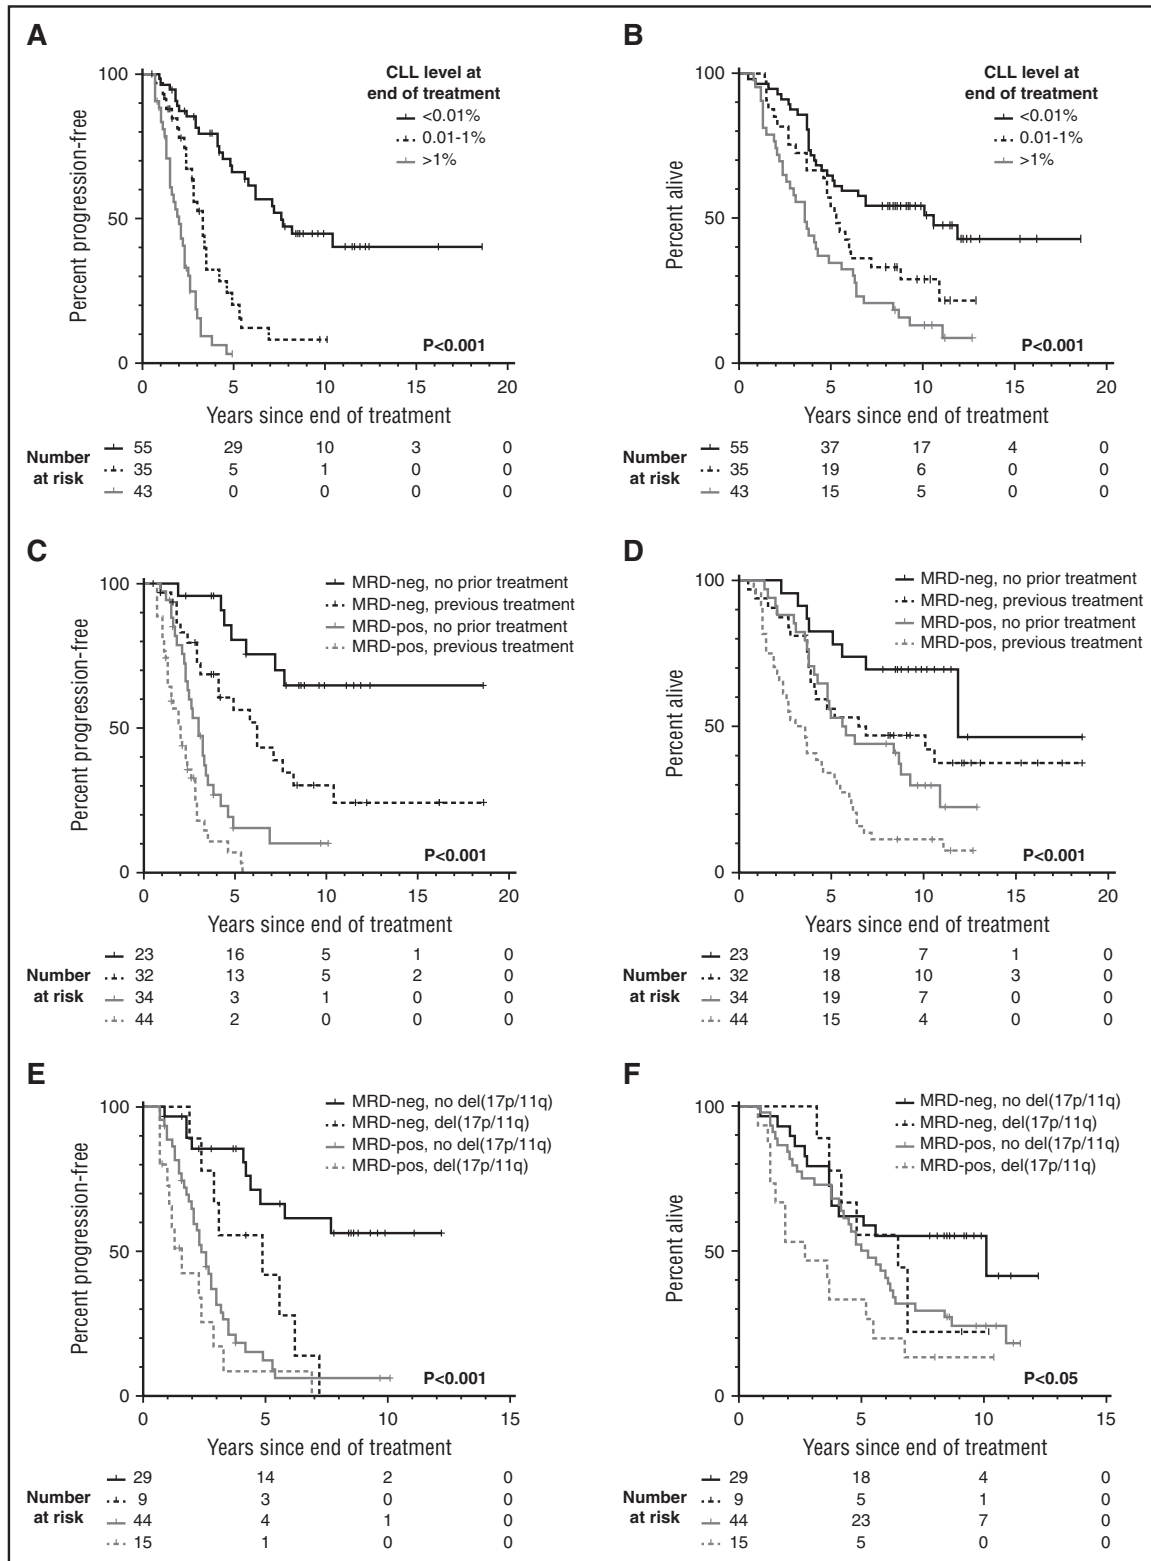 A
100
50
0
Percent progression-free
CLL level at
end of treatment
<0.01%
0.01-1%
>1%
P<0.001
0 5 10 15 20
Years since end of treatment
Number
at risk
55 29 10 3 0
35 5 1 0 0
43 0 0 0 0
B
100
50
0
Percent alive
CLL level at
end of treatment
<0.01%
0.01-1%
>1%
P<0.001
0 5 10 15 20
Years since end of treatment
Number
at risk
55 37 17 4 0
35 19 6 0 0
43 15 5 0 0
C
100
50
0
Percent progression-free
MRD-neg, no prior treatment
MRD-neg, previous treatment
MRD-pos, no prior treatment
MRD-pos, previous treatment
P<0.001
0 5 10 15 20
Years since end of treatment
Number
at risk
23 16 5 1 0
32 13 5 2 0
34 3 1 0 0
44 2 0 0 0
D
100
50
0
Percent alive
MRD-neg, no prior treatment
MRD-neg, previous treatment
MRD-pos, no prior treatment
MRD-pos, previous treatment
P<0.001
0 5 10 15 20
Years since end of treatment
Number
at risk
23 19 7 1 0
32 18 10 3 0
34 19 7 0 0
44 15 4 0 0
E
100
50
0
Percent progression-free
MRD-neg, no del(17p/11q)
MRD-neg, del(17p/11q)
MRD-pos, no del(17p/11q)
MRD-pos, del(17p/11q)
P<0.001
0 5 10 15
Years since end of treatment
Number
at risk
29 14 2 0
9 3 0 0
44 4 1 0
15 1 0 0
F
100
50
0
Percent alive
MRD-neg, no del(17p/11q)
MRD-neg, del(17p/11q)
MRD-pos, no del(17p/11q)
MRD-pos, del(17p/11q)
P<0.05
0 5 10 15
Years since end of treatment
Number
at risk
29 18 4 0
9 5 1 0
44 23 7 0
15 5 0 0